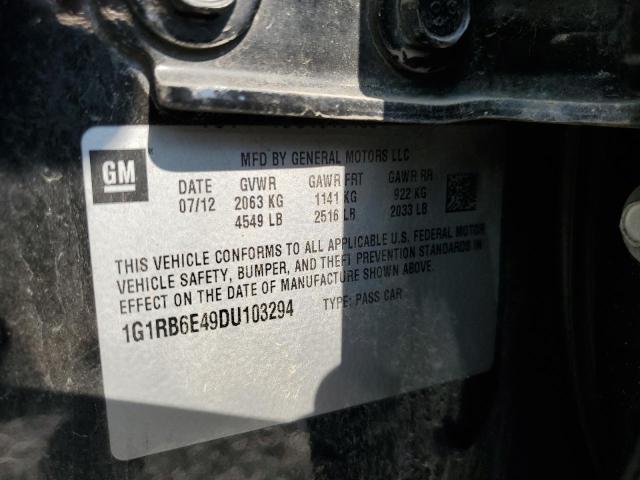 GM
MFD BY GENERAL MOTORS LLC
DATE GVWR GAWR FRT GAWR RR
07/12 2063 KG 1141 KG 922 KG
4549 LB 2516 LB 2033 LB
THIS VEHICLE CONFORMS TO ALL APPLICABLE U.S. FEDERAL MOTOR
VEHICLE SAFETY, BUMPER, AND THEFT PREVENTION STANDARDS IN
EFFECT ON THE DATE OF MANUFACTURE SHOWN ABOVE.
1G1RB6E49DU103294 TYPE: PASS CAR